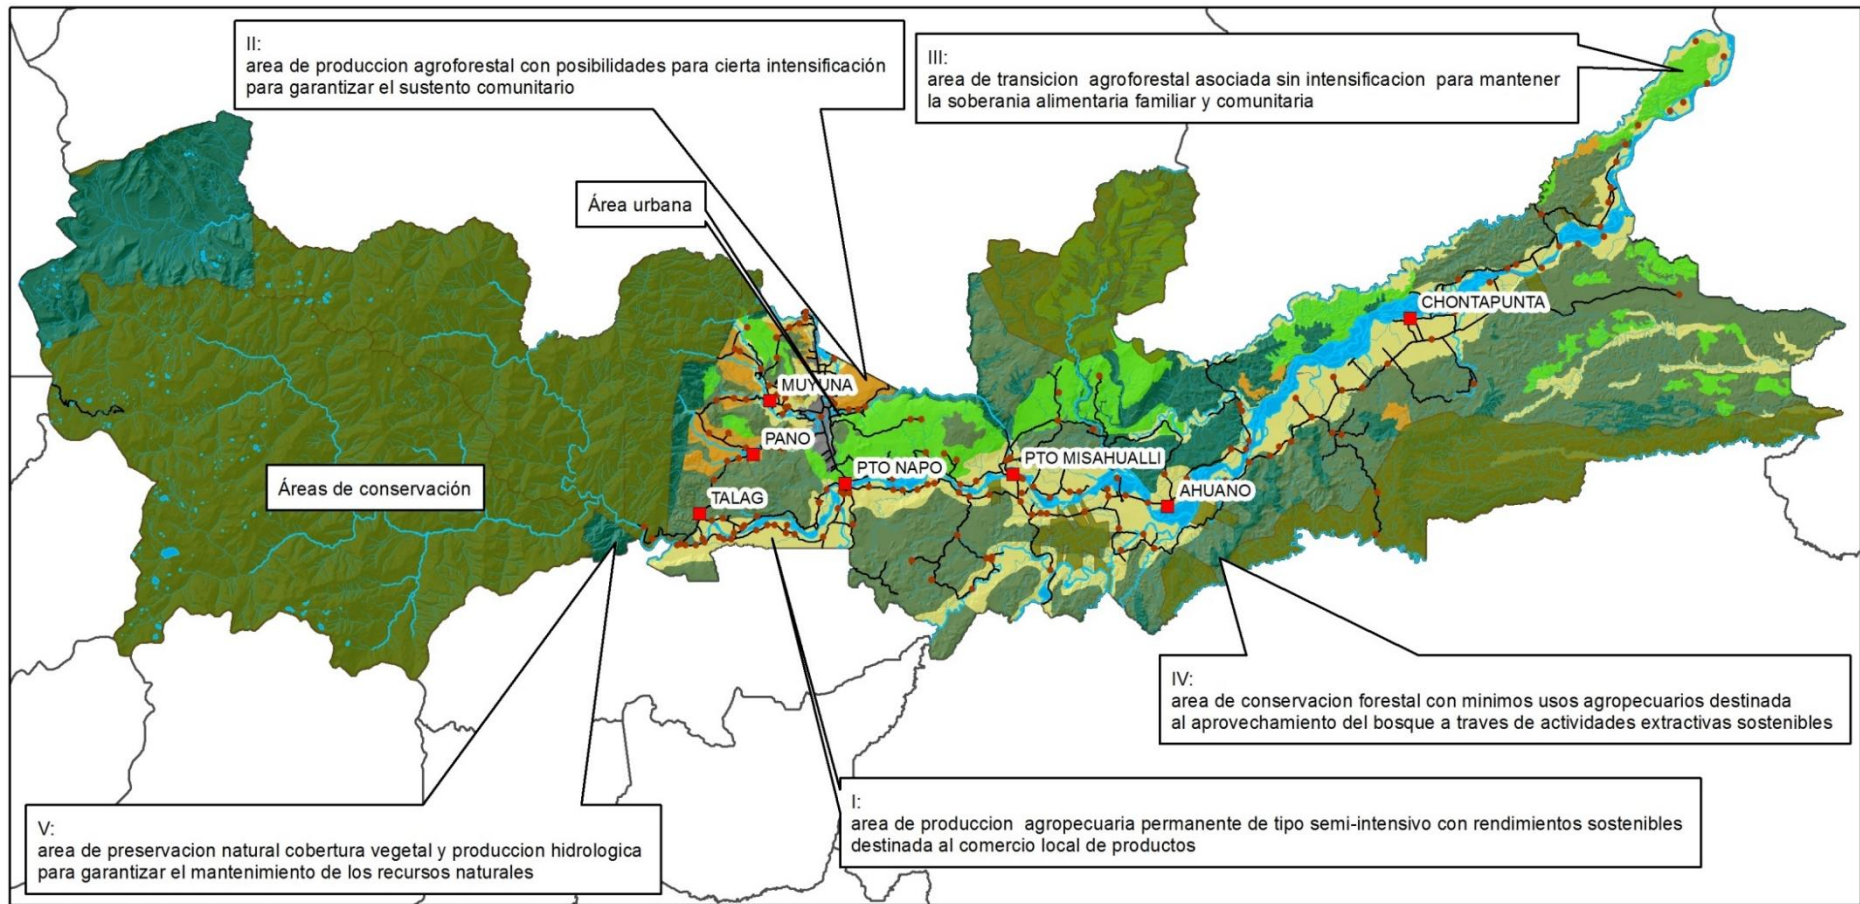 II:
area de produccion agroforestal con posibilidades para cierta intensificación
para garantizar el sustento comunitario
III:
area de transicion agroforestal asociada sin intensificacion para mantener
la soberania alimentaria familiar y comunitaria
Área urbana
CHONTAPUNTA
MUYUNA
PANO
PTO NAPO
PTO MISAHUALLI
Áreas de conservación
TALAG
AHUANO
IV:
area de conservacion forestal con minimos usos agropecuarios destinada
al aprovechamiento del bosque a traves de actividades extractivas sostenibles
I:
area de produccion agropecuaria permanente de tipo semi-intensivo con rendimientos sostenibles
destinada al comercio local de productos
V:
area de preservacion natural cobertura vegetal y produccion hidrologica
para garantizar el mantenimiento de los recursos naturales